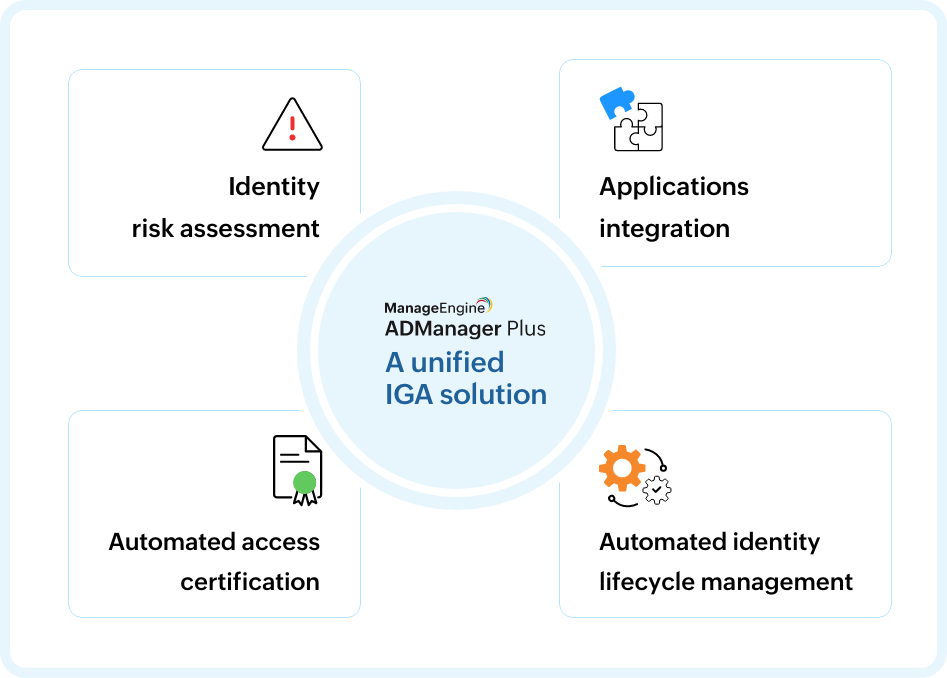 Identity
risk assessment
Applications
integration
ManageEngine
ADManager Plus
A unified
IGA solution
Automated access
certification
Automated identity
lifecycle management